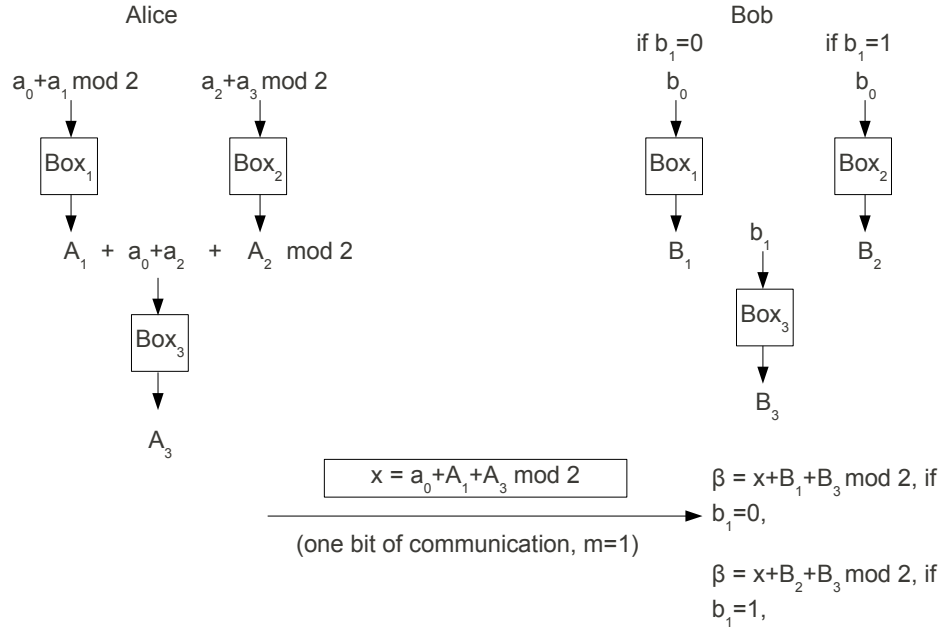 Alice
Bob
if b₁=0
if b₁=1
a₀+a₁ mod 2
a₂+a₃ mod 2
b₀
b₀
Box₁
Box₂
Box₁
Box₂
A₁ + a₀+a₂ + A₂ mod 2
B₁
b₁
B₂
Box₃
Box₃
A₃
B₃
x = a₀+A₁+A₃ mod 2
(one bit of communication, m=1)
β = x+B₁+B₃ mod 2, if
b₁=0,
β = x+B₂+B₃ mod 2, if
b₁=1,